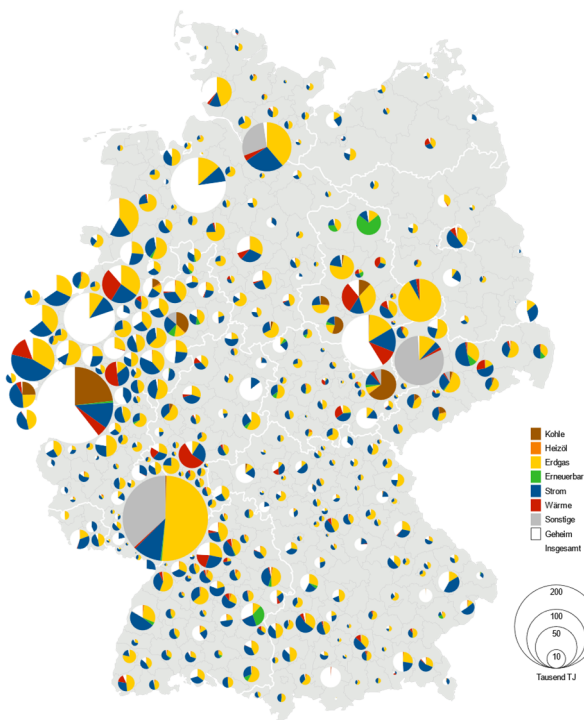 Kohle
Heizöl
Erdgas
Erneuerbar
Strom
Wärme
Sonstige
Geheim
Insgesamt
200
100
50
10
Tausend TJ